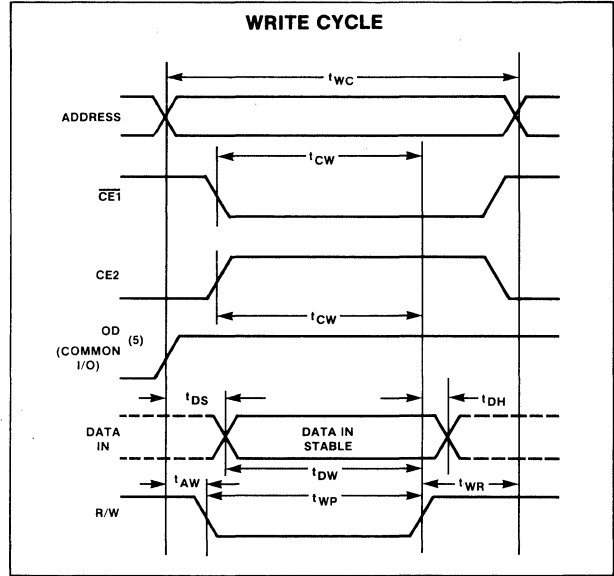 WRITE CYCLE
tWC
ADDRESS
tCW
CE1
CE2
tCW
OD (5)
(COMMON
I/O)
tDS
tDH
DATA
IN
DATA IN
STABLE
tDW
tAW
tWP
tWR
R/W